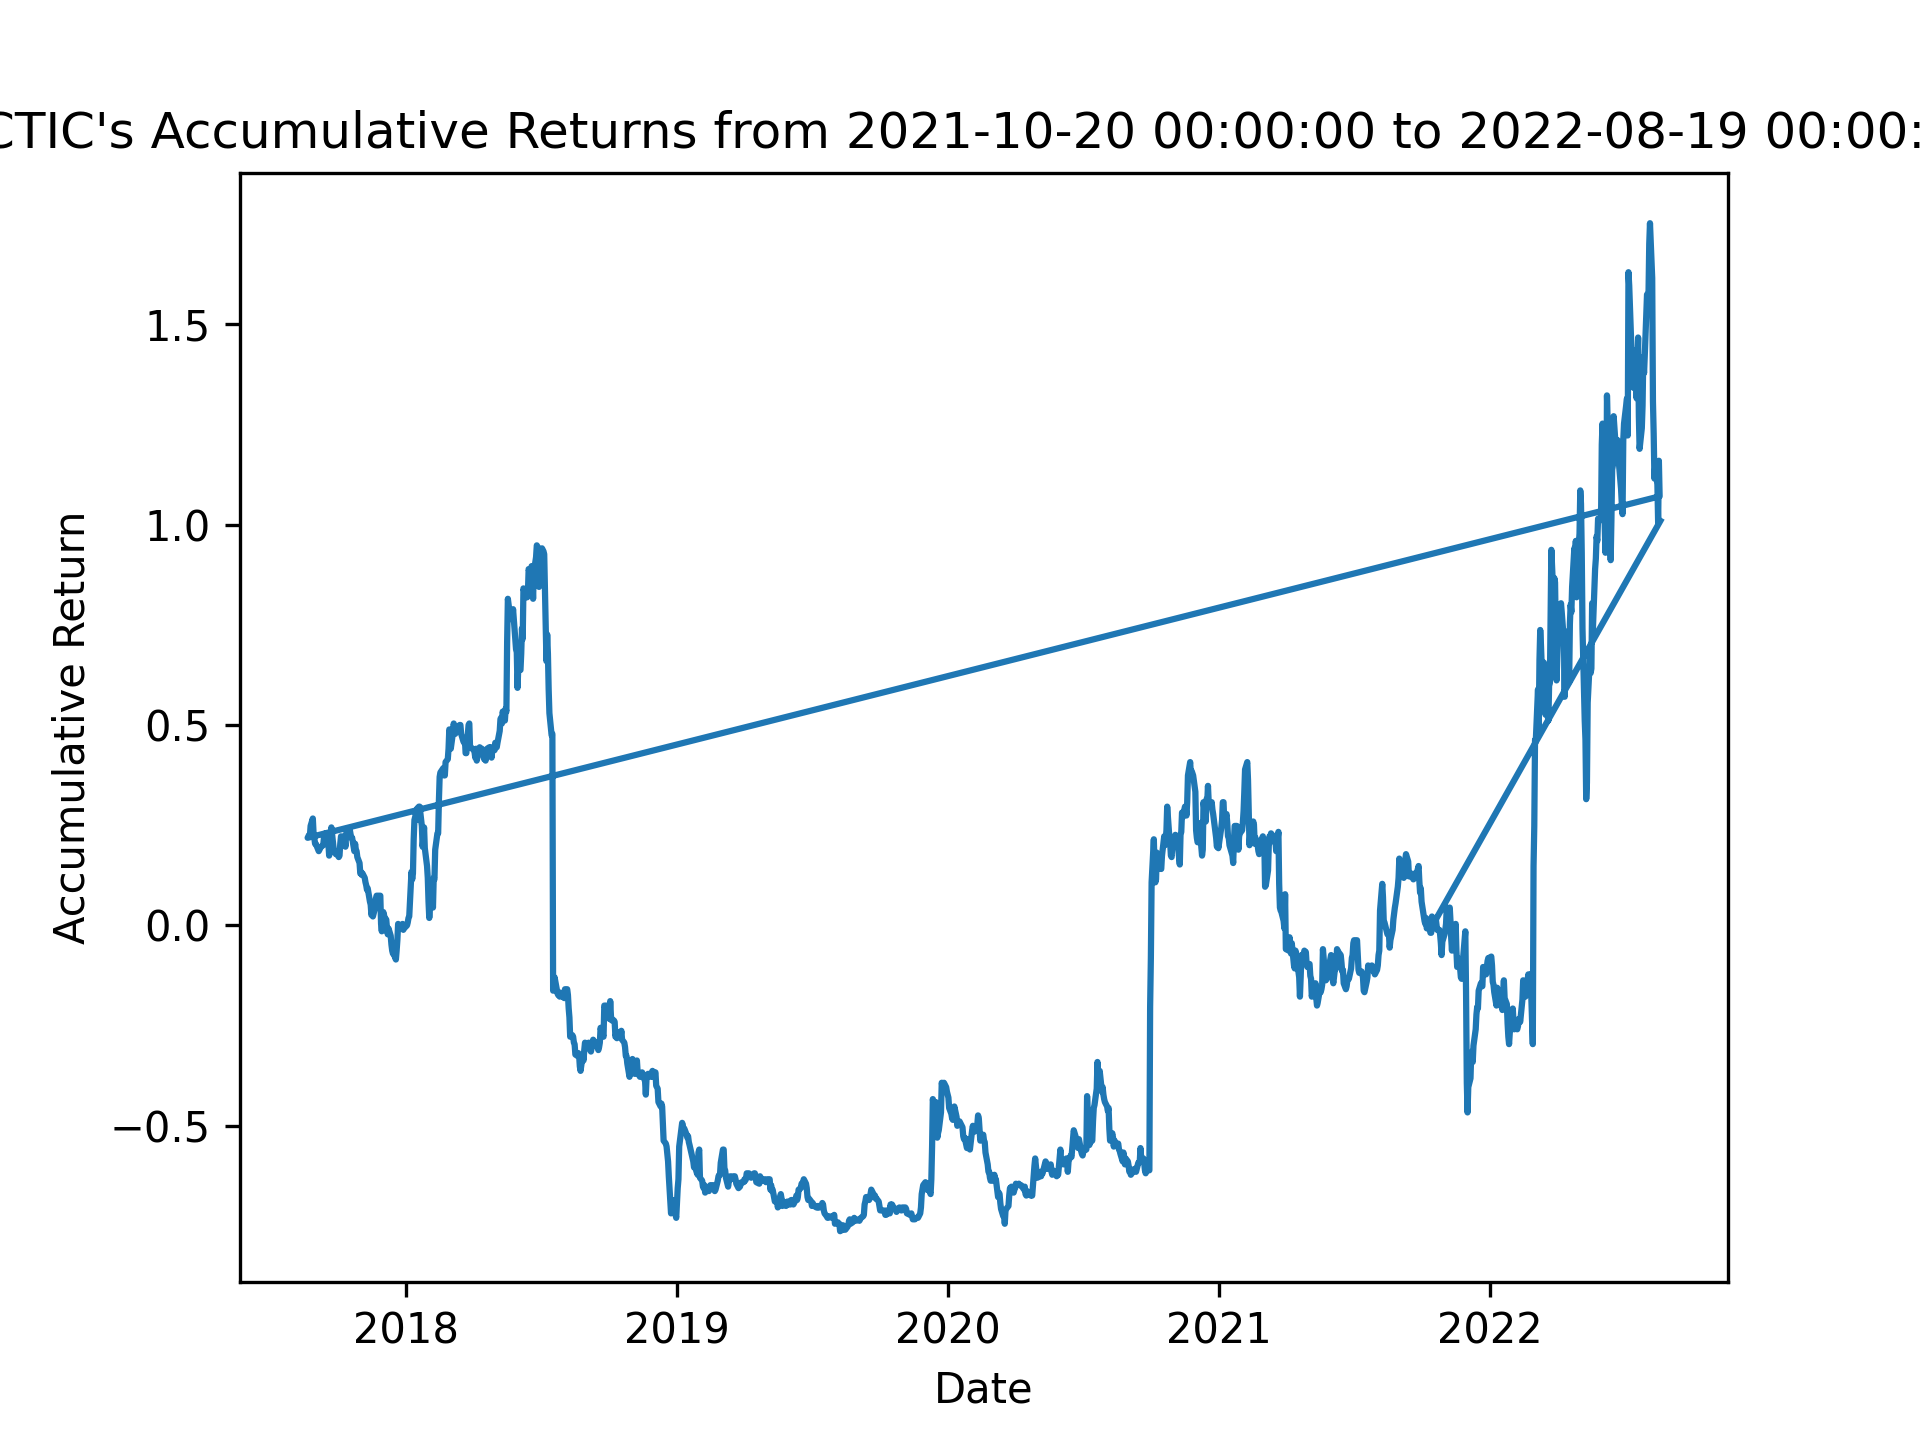 CTIC's Accumulative Returns from 2021-10-20 00:00:00 to 2022-08-19 00:00:
Accumulative Return
1.5
1.0
0.5
0.0
−0.5
2018 2019 2020 2021 2022
Date